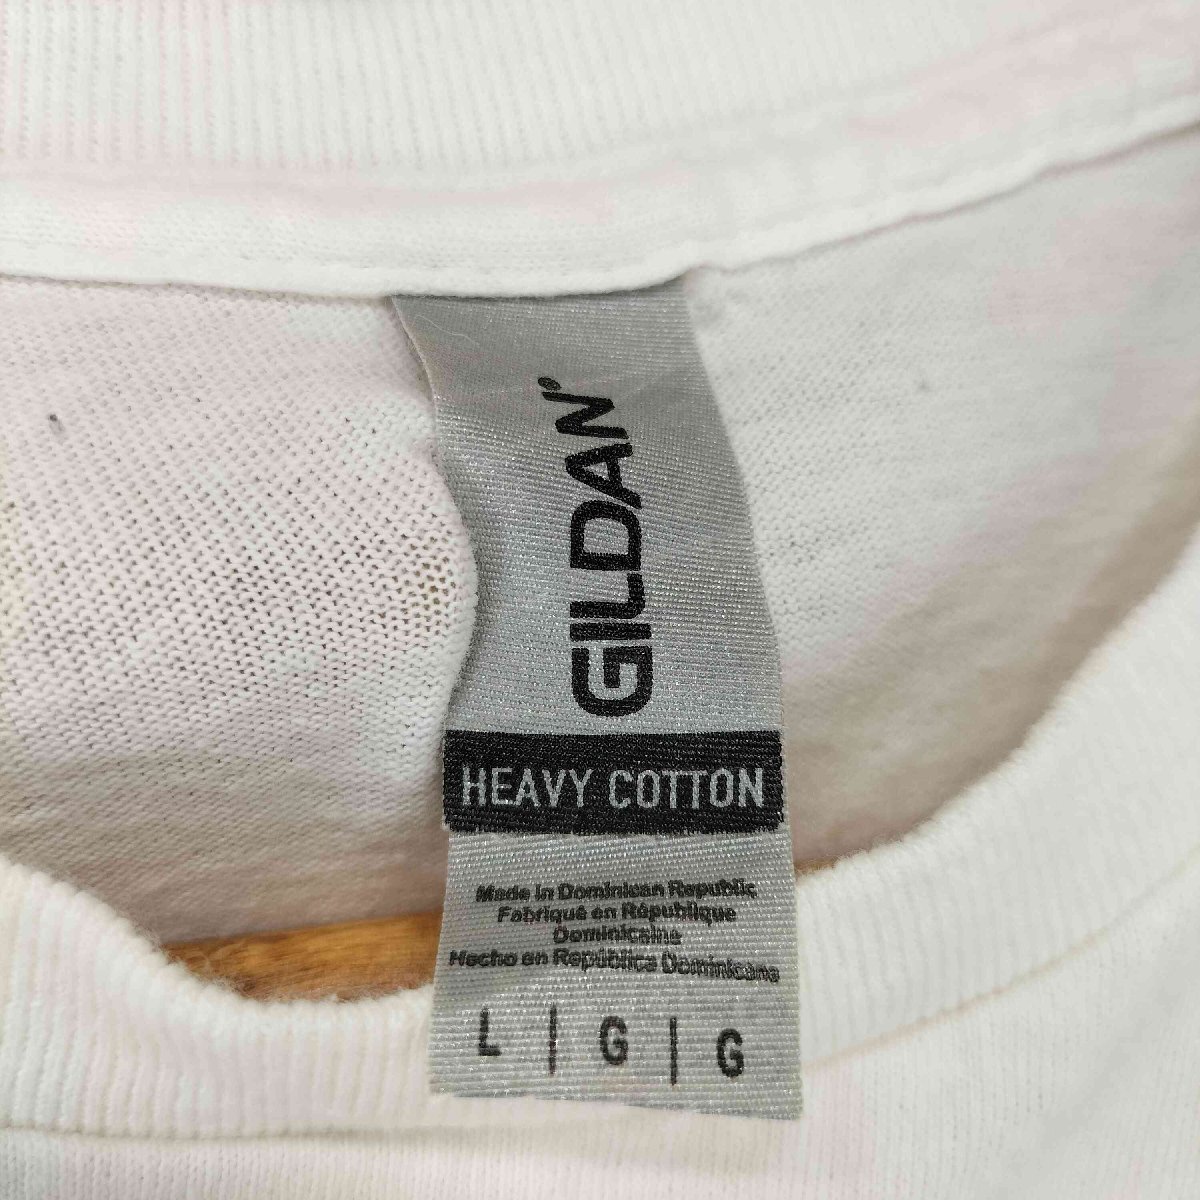 GILDAN®
HEAVY COTTON
Made in Dominican Republic
Fabriqué en République
Dominicaine
Hecho en República Dominicana
L | G | G